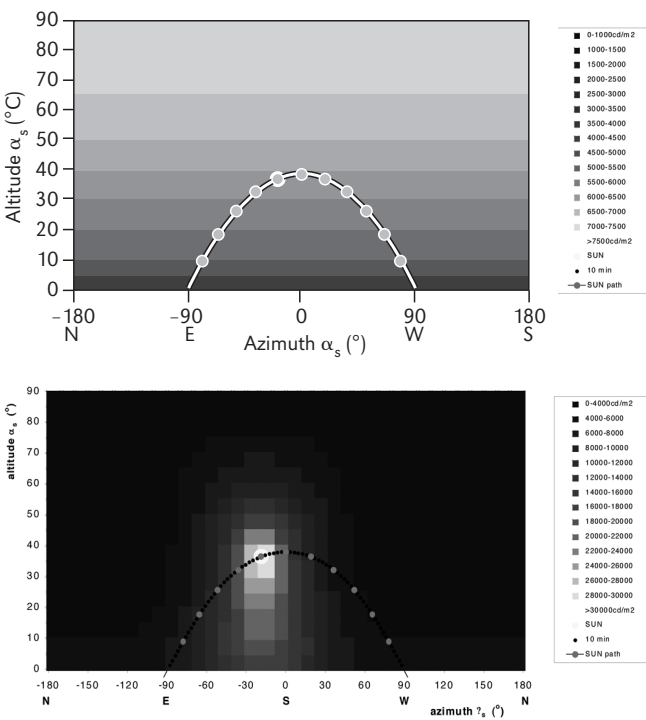 90
80
70
60
50
40
30
20
10
0
Altitude αs (°C)
−180 −90 0 90 180
N E W S
Azimuth αs (°)
0-1000cd/m2
1000-1500
1500-2000
2000-2500
2500-3000
3000-3500
3500-4000
4000-4500
4500-5000
5000-5500
5500-6000
6000-6500
6500-7000
7000-7500
>7500cd/m2
SUN
10 min
SUN path
90
80
70
60
50
40
30
20
10
0
altitude αs (°)
-180 -150 -120 -90 -60 -30 0 30 60 90 120 150 180
N E S W N
azimuth ?s (°)
0-4000cd/m2
4000-6000
6000-8000
8000-10000
10000-12000
12000-14000
14000-16000
16000-18000
18000-20000
20000-22000
22000-24000
24000-26000
26000-28000
28000-30000
>30000cd/m2
SUN
10 min
SUN path